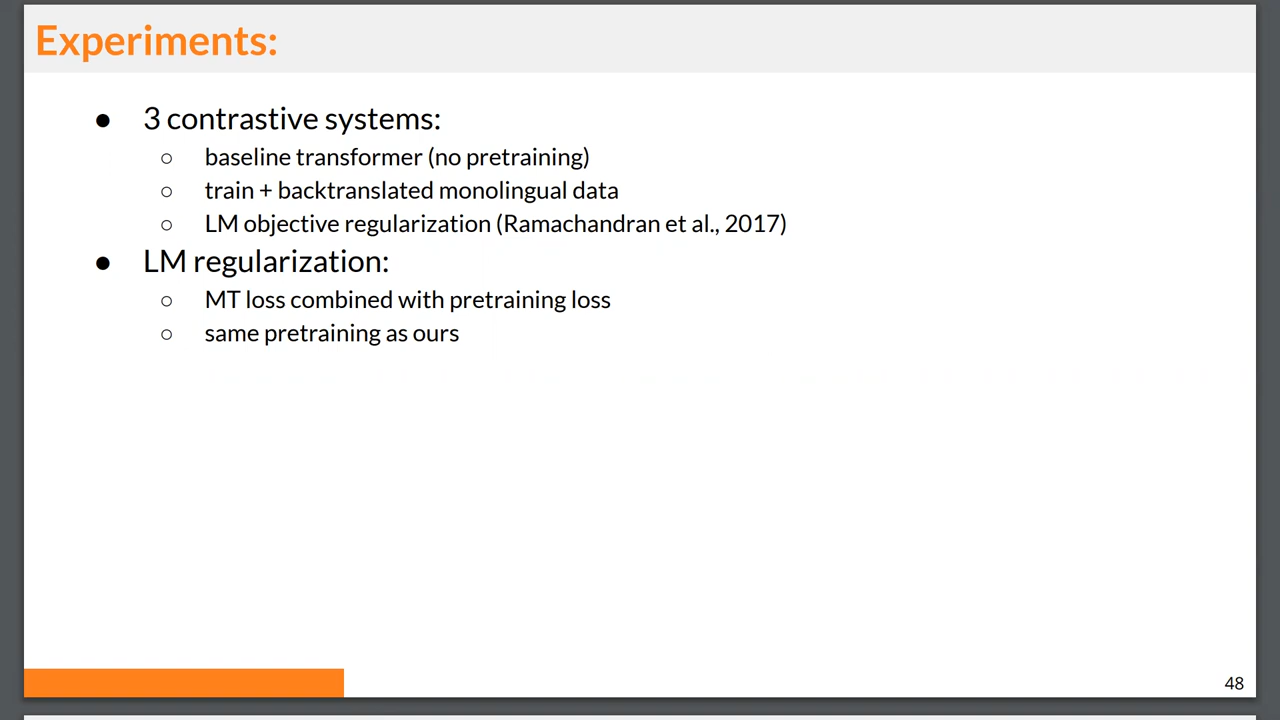 Experiments:
● 3 contrastive systems:
○ baseline transformer (no pretraining)
○ train + backtranslated monolingual data
○ LM objective regularization (Ramachandran et al., 2017)
● LM regularization:
○ MT loss combined with pretraining loss
○ same pretraining as ours
48